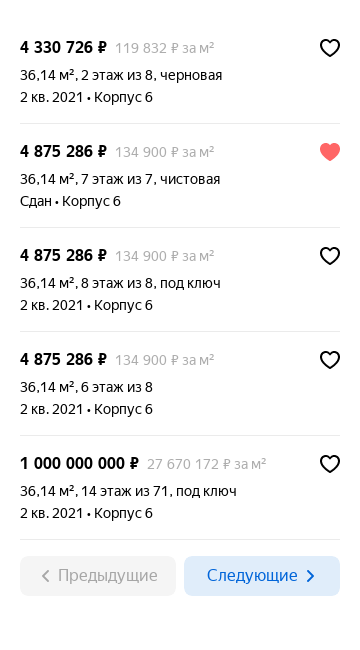 4 330 726 ₽ 119 832 ₽ за м²
36,14 м², 2 этаж из 8, черновая
2 кв. 2021 • Корпус 6
4 875 286 ₽ 134 900 ₽ за м²
36,14 м², 7 этаж из 7, чистовая
Сдан • Корпус 6
4 875 286 ₽ 134 900 ₽ за м²
36,14 м², 8 этаж из 8, под ключ
2 кв. 2021 • Корпус 6
4 875 286 ₽ 134 900 ₽ за м²
36,14 м², 6 этаж из 8
2 кв. 2021 • Корпус 6
1 000 000 000 ₽ 27 670 172 ₽ за м²
36,14 м², 14 этаж из 71, под ключ
2 кв. 2021 • Корпус 6
Предыдущие Следующие